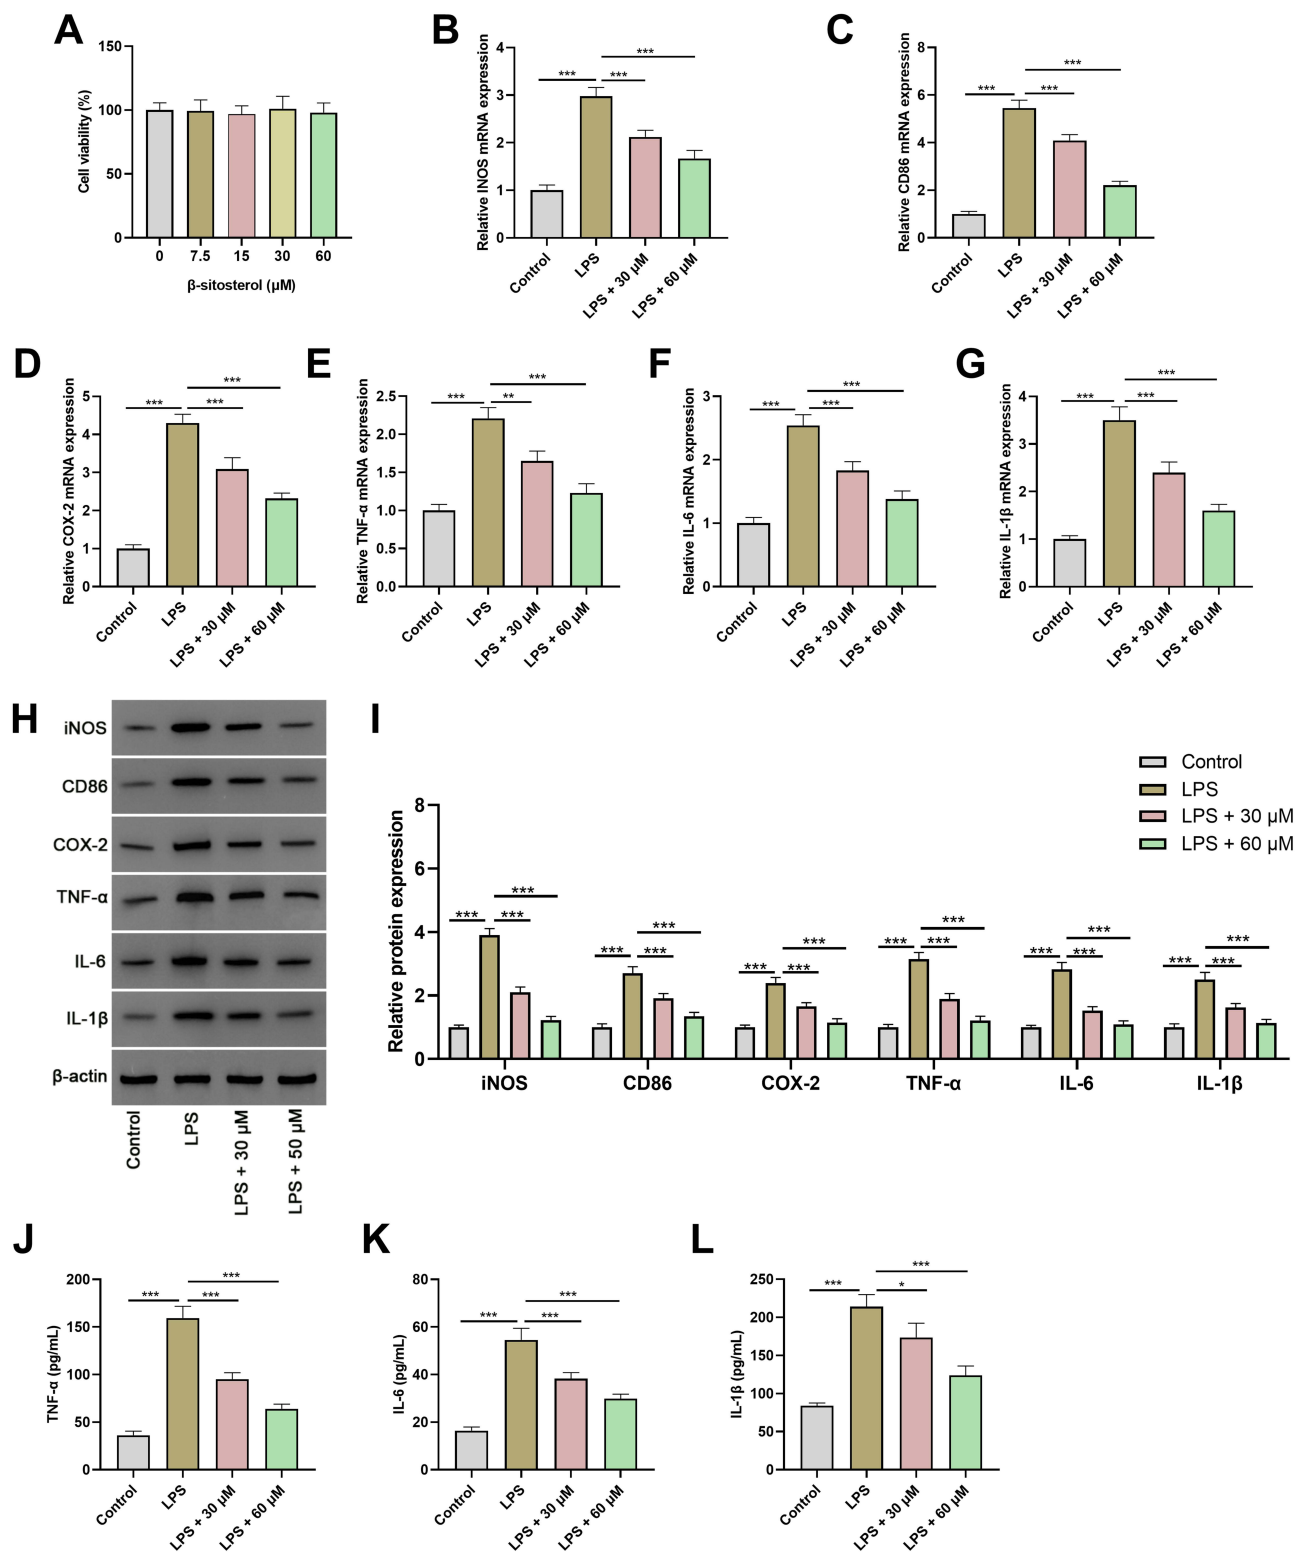 A
Cell viability (%)
150
100
50
0
0 7.5 15 30 60
β-sitosterol (μM)
B
Relative INOS mRNA expression
4
3
2
1
0
*** *** ***
Control
LPS
LPS + 30 μM
LPS + 60 μM
C
Relative CD86 mRNA expression
8
6
4
2
0
*** *** ***
Control
LPS
LPS + 30 μM
LPS + 60 μM
D
Relative COX-2 mRNA expression
5
4
3
2
1
0
*** *** ***
Control
LPS
LPS + 30 μM
LPS + 60 μM
E
Relative TNF-α mRNA expression
2.5
2.0
1.5
1.0
0.5
0.0
*** ** ***
Control
LPS
LPS + 30 μM
LPS + 60 μM
F
Relative IL-6 mRNA expression
3
2
1
0
*** *** ***
Control
LPS
LPS + 30 μM
LPS + 60 μM
G
Relative IL-1β mRNA expression
4
3
2
1
0
*** *** ***
Control
LPS
LPS + 30 μM
LPS + 60 μM
H
iNOS
CD86
COX-2
TNF-α
IL-6
IL-1β
β-actin
Control
LPS
LPS + 30 μM
LPS + 50 μM
I
Control
LPS
LPS + 30 μM
LPS + 60 μM
Relative protein expression
8
6
4
2
0
*** *** ***
*** *** ***
*** *** ***
*** *** ***
*** *** ***
*** *** ***
iNOS CD86 COX-2 TNF-α IL-6 IL-1β
J
TNF-α (pg/mL)
200
150
100
50
0
*** *** ***
Control
LPS
LPS + 30 μM
LPS + 60 μM
K
IL-6 (pg/mL)
80
60
40
20
0
*** *** ***
Control
LPS
LPS + 30 μM
LPS + 60 μM
L
IL-1β (pg/mL)
250
200
150
100
50
0
*** * ***
Control
LPS
LPS + 30 μM
LPS + 60 μM